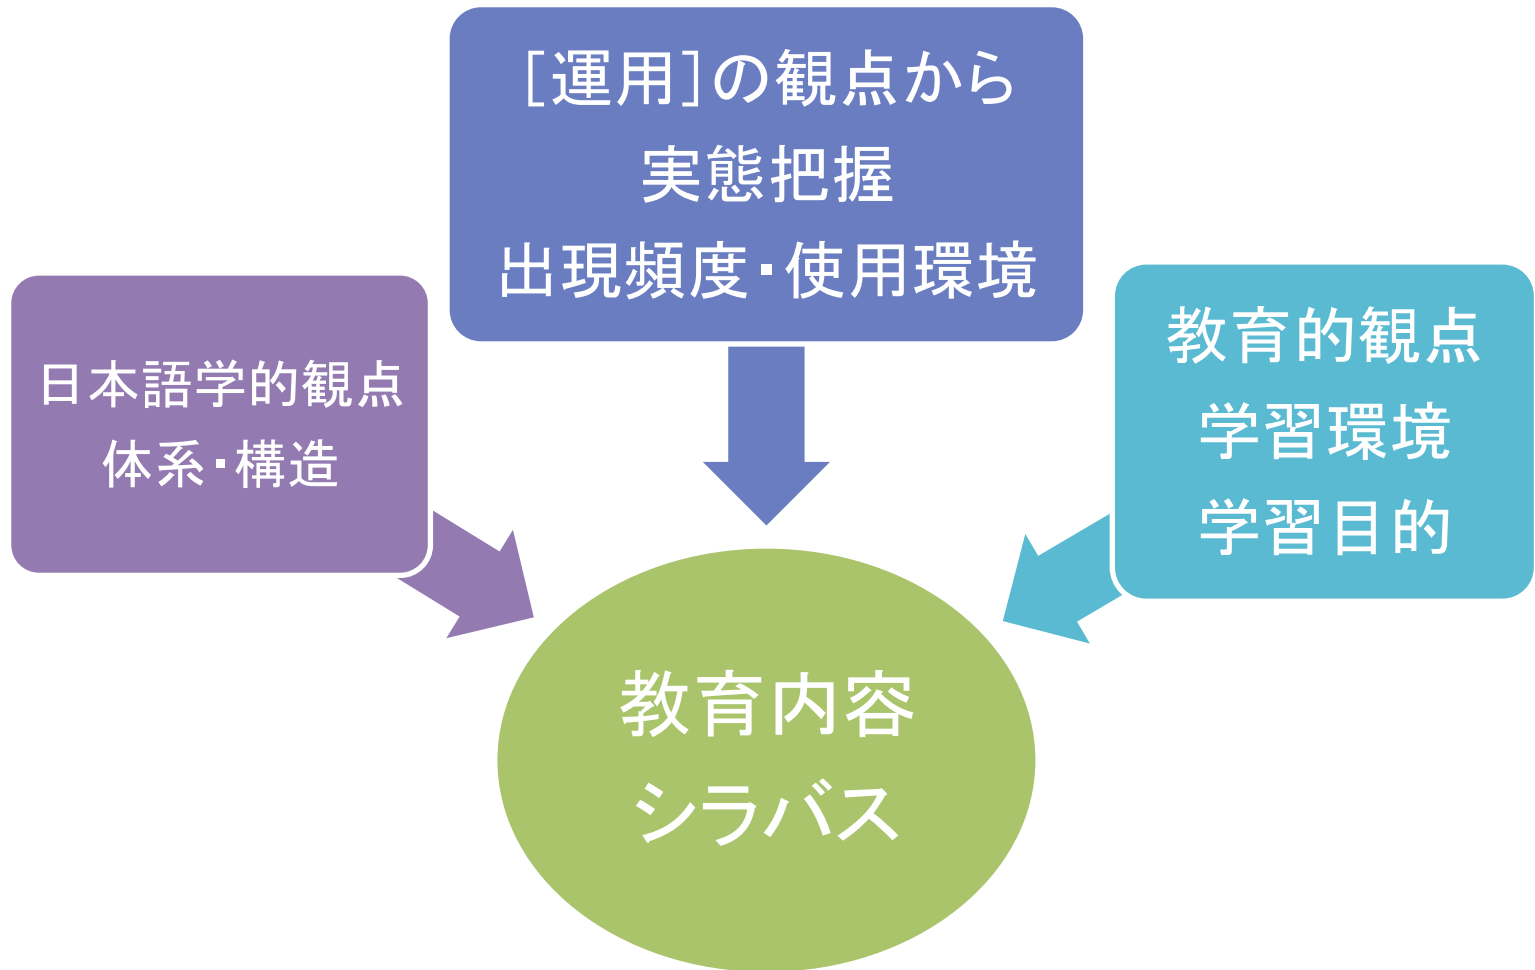 ［運用］の観点から
実態把握
出現頻度・使用環境
日本語学的観点
体系・構造
教育的観点
学習環境
学習目的
教育内容
シラバス